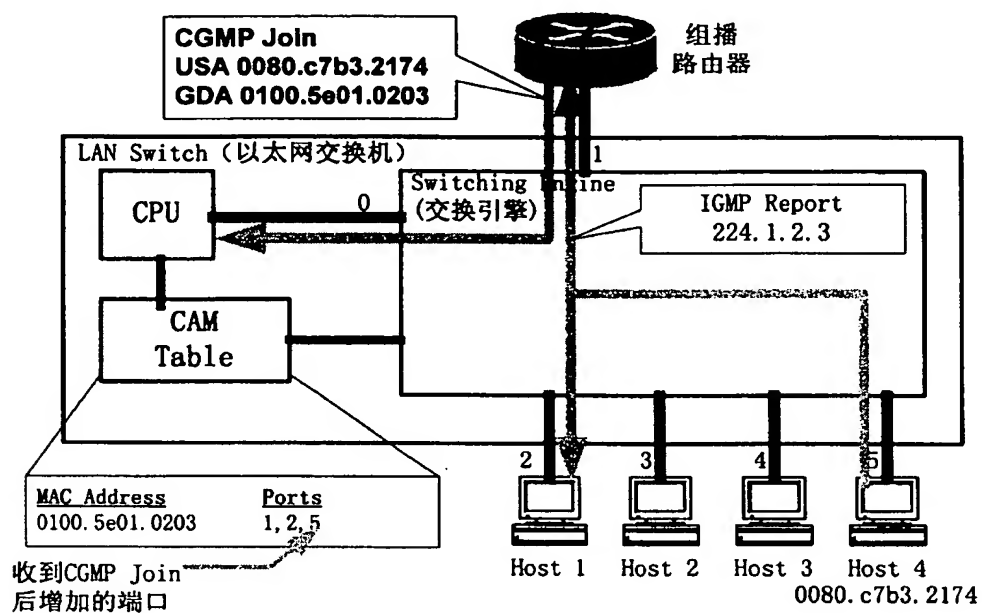 CGMP Join
USA 0080.c7b3.2174
GDA 0100.5e01.0203
组播
路由器
LAN Switch（以太网交换机）
1
CPU
0
Switching Engine
(交换引擎)
IGMP Report
224.1.2.3
CAM
Table
2
3
4
5
MAC Address Ports
0100.5e01.0203 1,2,5
收到CGMP Join
后增加的端口
Host 1 Host 2 Host 3 Host 4
0080.c7b3.2174